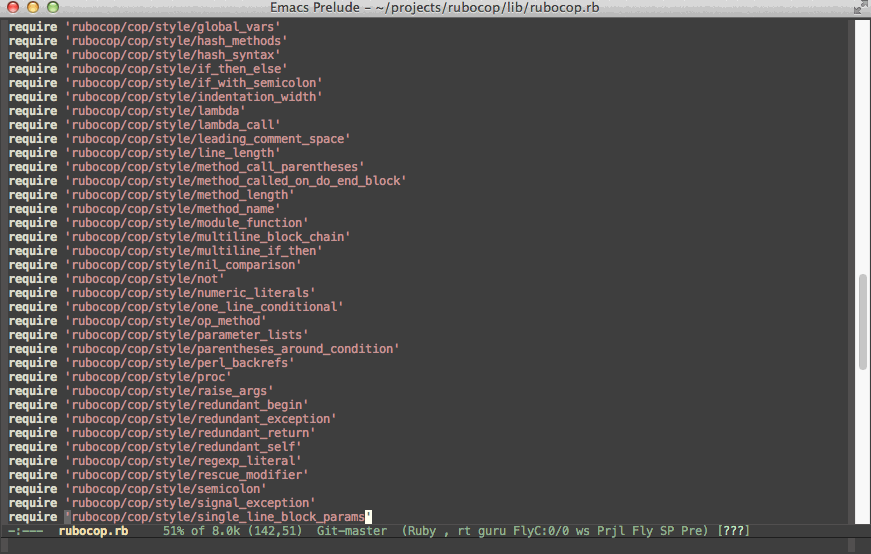 Emacs Prelude - ~/projects/rubocop/lib/rubocop.rb
require 'rubocop/cop/style/global_vars'
require 'rubocop/cop/style/hash_methods'
require 'rubocop/cop/style/hash_syntax'
require 'rubocop/cop/style/if_then_else'
require 'rubocop/cop/style/if_with_semicolon'
require 'rubocop/cop/style/indentation_width'
require 'rubocop/cop/style/lambda'
require 'rubocop/cop/style/lambda_call'
require 'rubocop/cop/style/leading_comment_space'
require 'rubocop/cop/style/line_length'
require 'rubocop/cop/style/method_call_parentheses'
require 'rubocop/cop/style/method_called_on_do_end_block'
require 'rubocop/cop/style/method_length'
require 'rubocop/cop/style/method_name'
require 'rubocop/cop/style/module_function'
require 'rubocop/cop/style/multiline_block_chain'
require 'rubocop/cop/style/multiline_if_then'
require 'rubocop/cop/style/nil_comparison'
require 'rubocop/cop/style/not'
require 'rubocop/cop/style/numeric_literals'
require 'rubocop/cop/style/one_line_conditional'
require 'rubocop/cop/style/op_method'
require 'rubocop/cop/style/parameter_lists'
require 'rubocop/cop/style/parentheses_around_condition'
require 'rubocop/cop/style/perl_backrefs'
require 'rubocop/cop/style/proc'
require 'rubocop/cop/style/raise_args'
require 'rubocop/cop/style/redundant_begin'
require 'rubocop/cop/style/redundant_exception'
require 'rubocop/cop/style/redundant_return'
require 'rubocop/cop/style/redundant_self'
require 'rubocop/cop/style/regexp_literal'
require 'rubocop/cop/style/rescue_modifier'
require 'rubocop/cop/style/semicolon'
require 'rubocop/cop/style/signal_exception'
require 'rubocop/cop/style/single_line_block_params'
-:--- rubocop.rb 51% of 8.0k (142,51) Git-master (Ruby , rt guru FlyC:0/0 ws Prjl Fly SP Pre) [???]